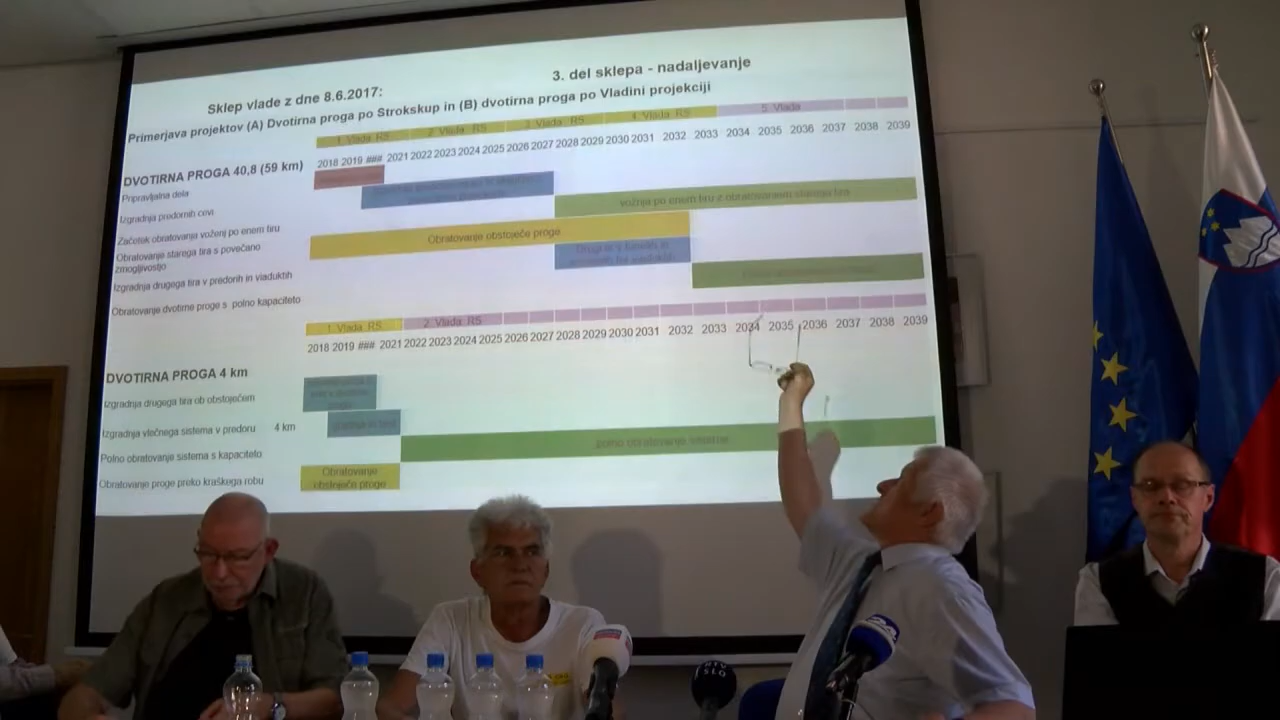 3. del sklepa - nadaljevanje
Sklep vlade z dne 8.6.2017:
Primerjava projektov (A) Dvotirna proga po Strokskup in (B) dvotirna proga po Vladini projekciji
1. Vlada RS 2. Vlada RS 3. Vlada RS 4. Vlada RS 5. Vlada
2018 2019 ### 2021 2022 2023 2024 2025 2026 2027 2028 2029 2030 2031 2032 2033 2034 2035 2036 2037 2038 2039
DVOTIRNA PROGA 40,8 (59 km)
Pripravljalna dela
Izgradnja predornih cevi
vožnja po enem tiru z obratovanjem starega tira
Začetek obratovanja voženj po enem tiru
Obratovanje obstoječe proge
Obratovanje starega tira s povečano
zmogljivostjo
Drugi tir v tunelih in
Izgradnja drugega tira v predorih in viaduktih
Obratovanje dvotirne proge s polno kapaciteto
1. Vlada RS 2. Vlada RS
2018 2019 ### 2021 2022 2023 2024 2025 2026 2027 2028 2029 2030 2031 2032 2033 2034 2035 2036 2037 2038 2039
DVOTIRNA PROGA 4 km
Izgradnja drugega tira ob obstoječem
Izgradnja vlečnega sistema v predoru 4 km
polno obratovanje
Polno obratovanje sistema s kapaciteto
Obratovanje
obstoječe proge
Obratovanje proge preko kraškega robu
SLO